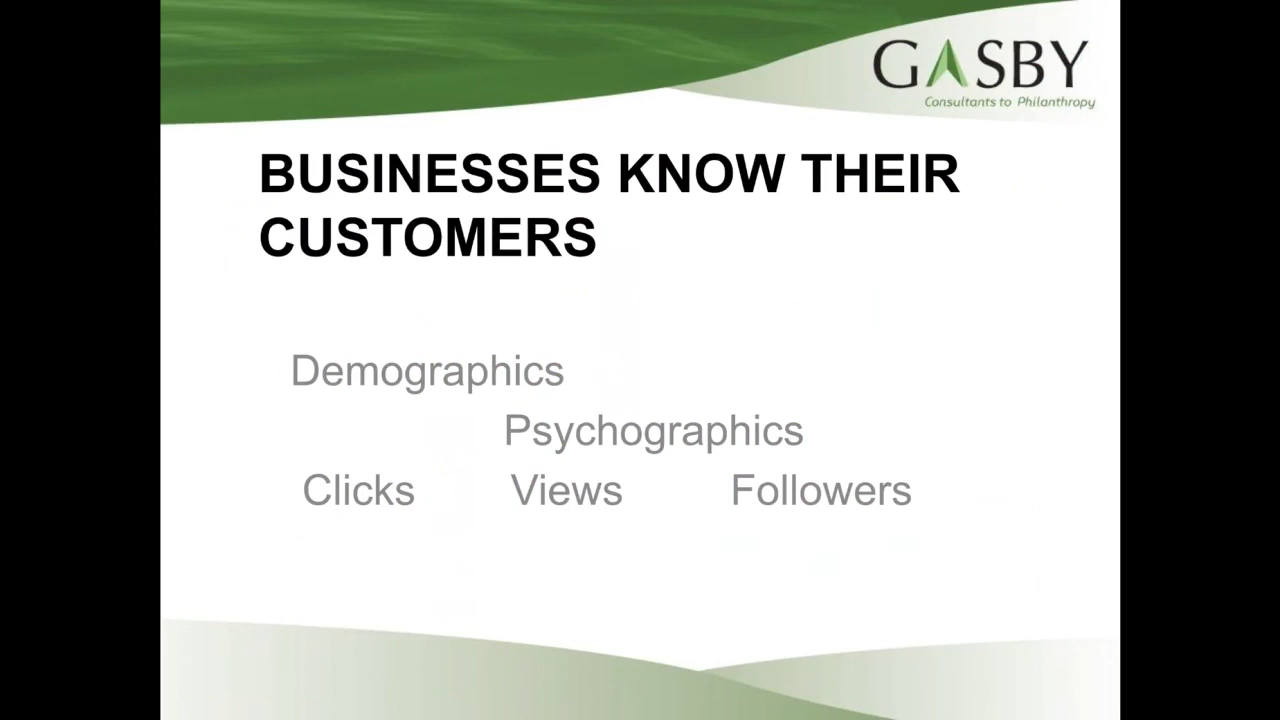 GASBY
Consultants to Philanthropy
BUSINESSES KNOW THEIR
CUSTOMERS
Demographics
Psychographics
Clicks Views Followers